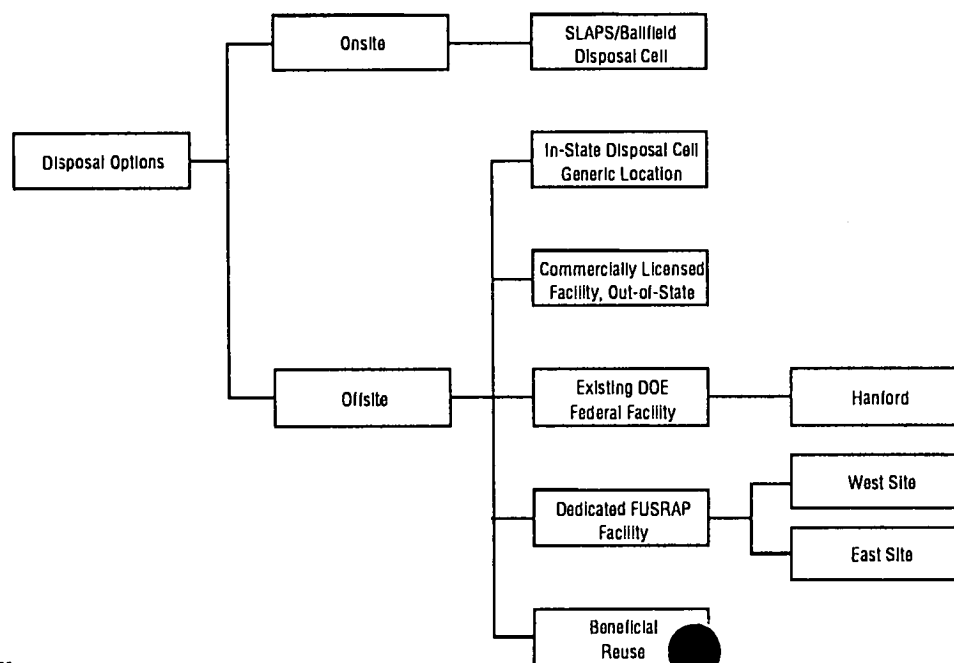 Onsite
SLAPS/Ballfield
Disposal Cell
Disposal Options
In-State Disposal Cell
Generic Location
Commercially Licensed
Facility, Out-of-State
Offsite
Existing DOE
Federal Facility
Hanford
West Site
Dedicated FUSRAP
Facility
East Site
Beneficial
Reuse